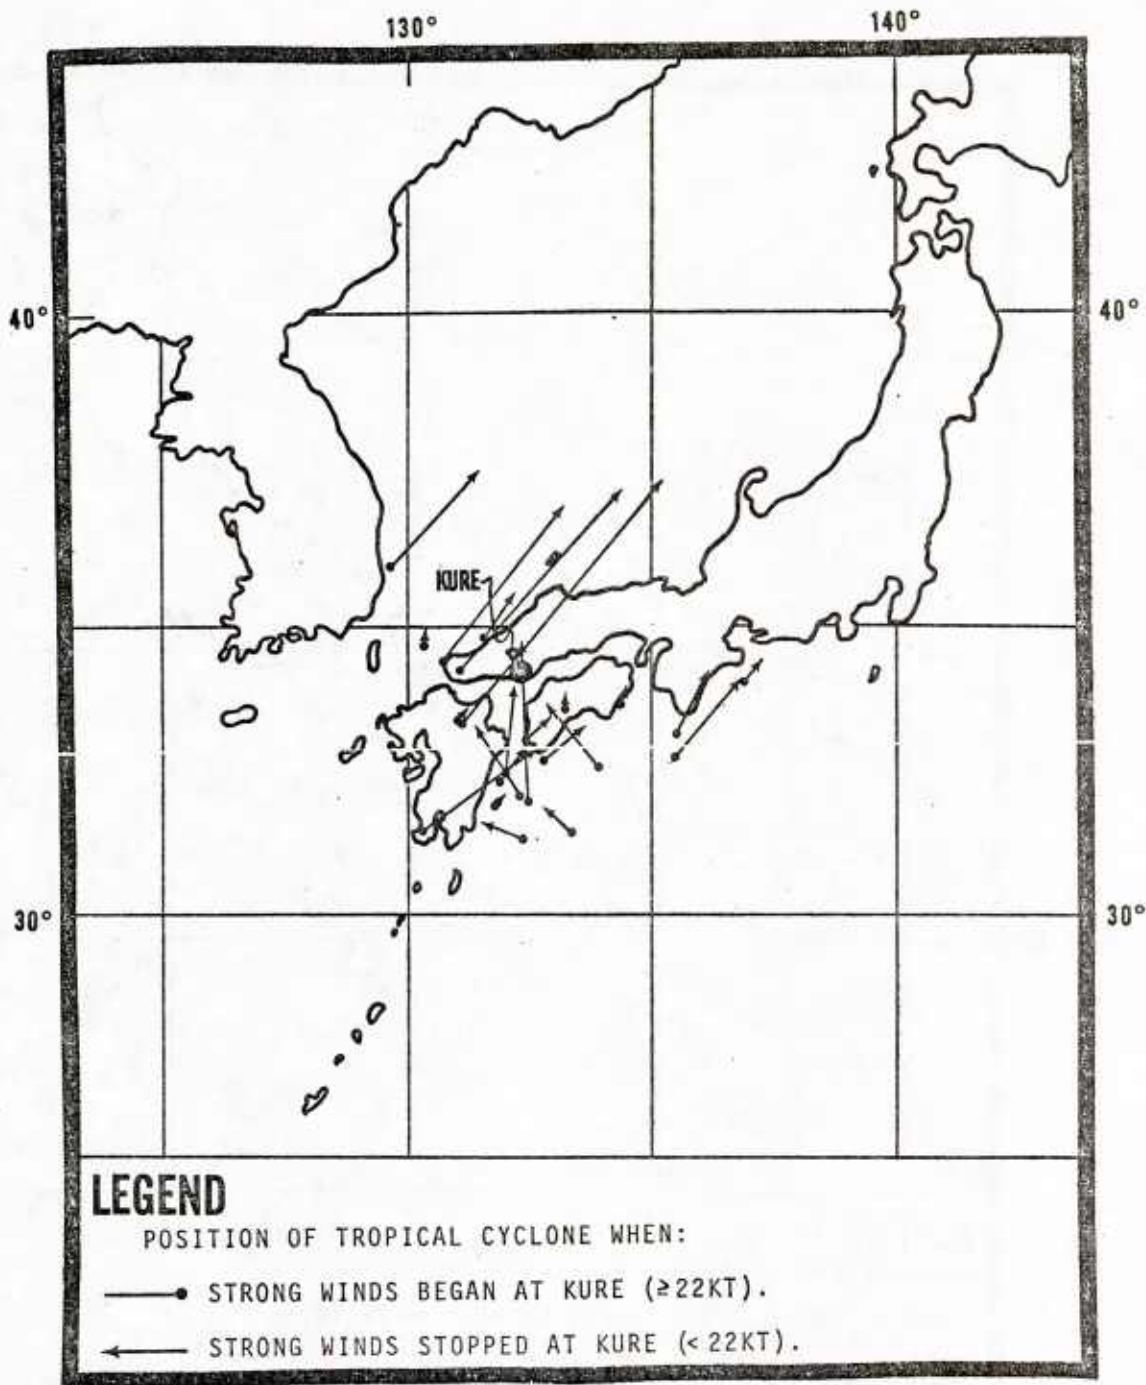 130° 140°
40° 40°
KURE
30° 30°
LEGEND
POSITION OF TROPICAL CYCLONE WHEN:
STRONG WINDS BEGAN AT KURE (≥22KT).
STRONG WINDS STOPPED AT KURE (<22KT).